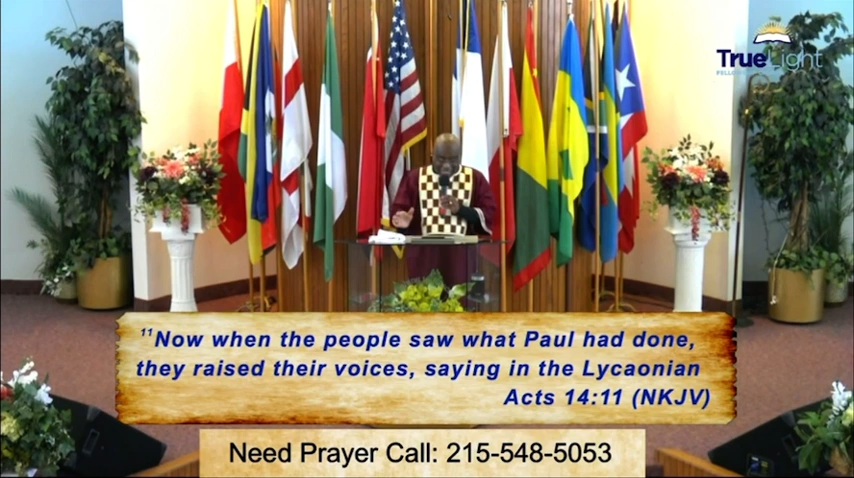 TrueLight
FELLOWSHIP
¹¹Now when the people saw what Paul had done,
they raised their voices, saying in the Lycaonian
Acts 14:11 (NKJV)
Need Prayer Call: 215-548-5053